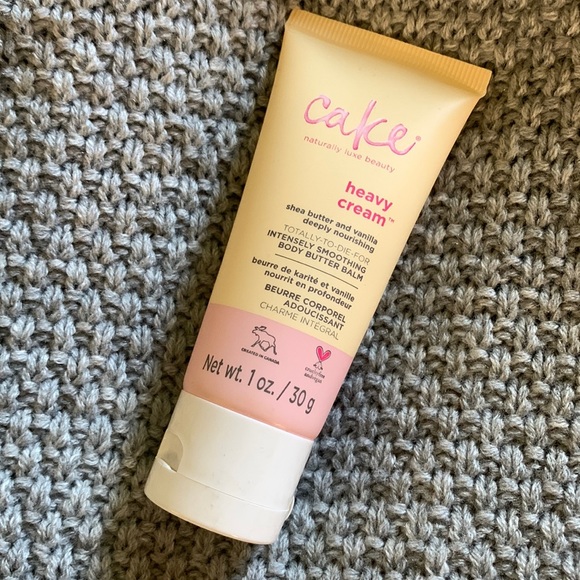 cake®
naturally luxe beauty
heavy
cream™
shea butter and vanilla
deeply nourishing
TOTALLY-TO-DIE-FOR
INTENSELY SMOOTHING
BODY BUTTER BALM
beurre de karité et vanille
nourrit en profondeur
BEURRE CORPOREL
ADOUCISSANT
CHARME INTÉGRAL
CREATED IN CANADA
Net wt. 1 oz. / 30 g